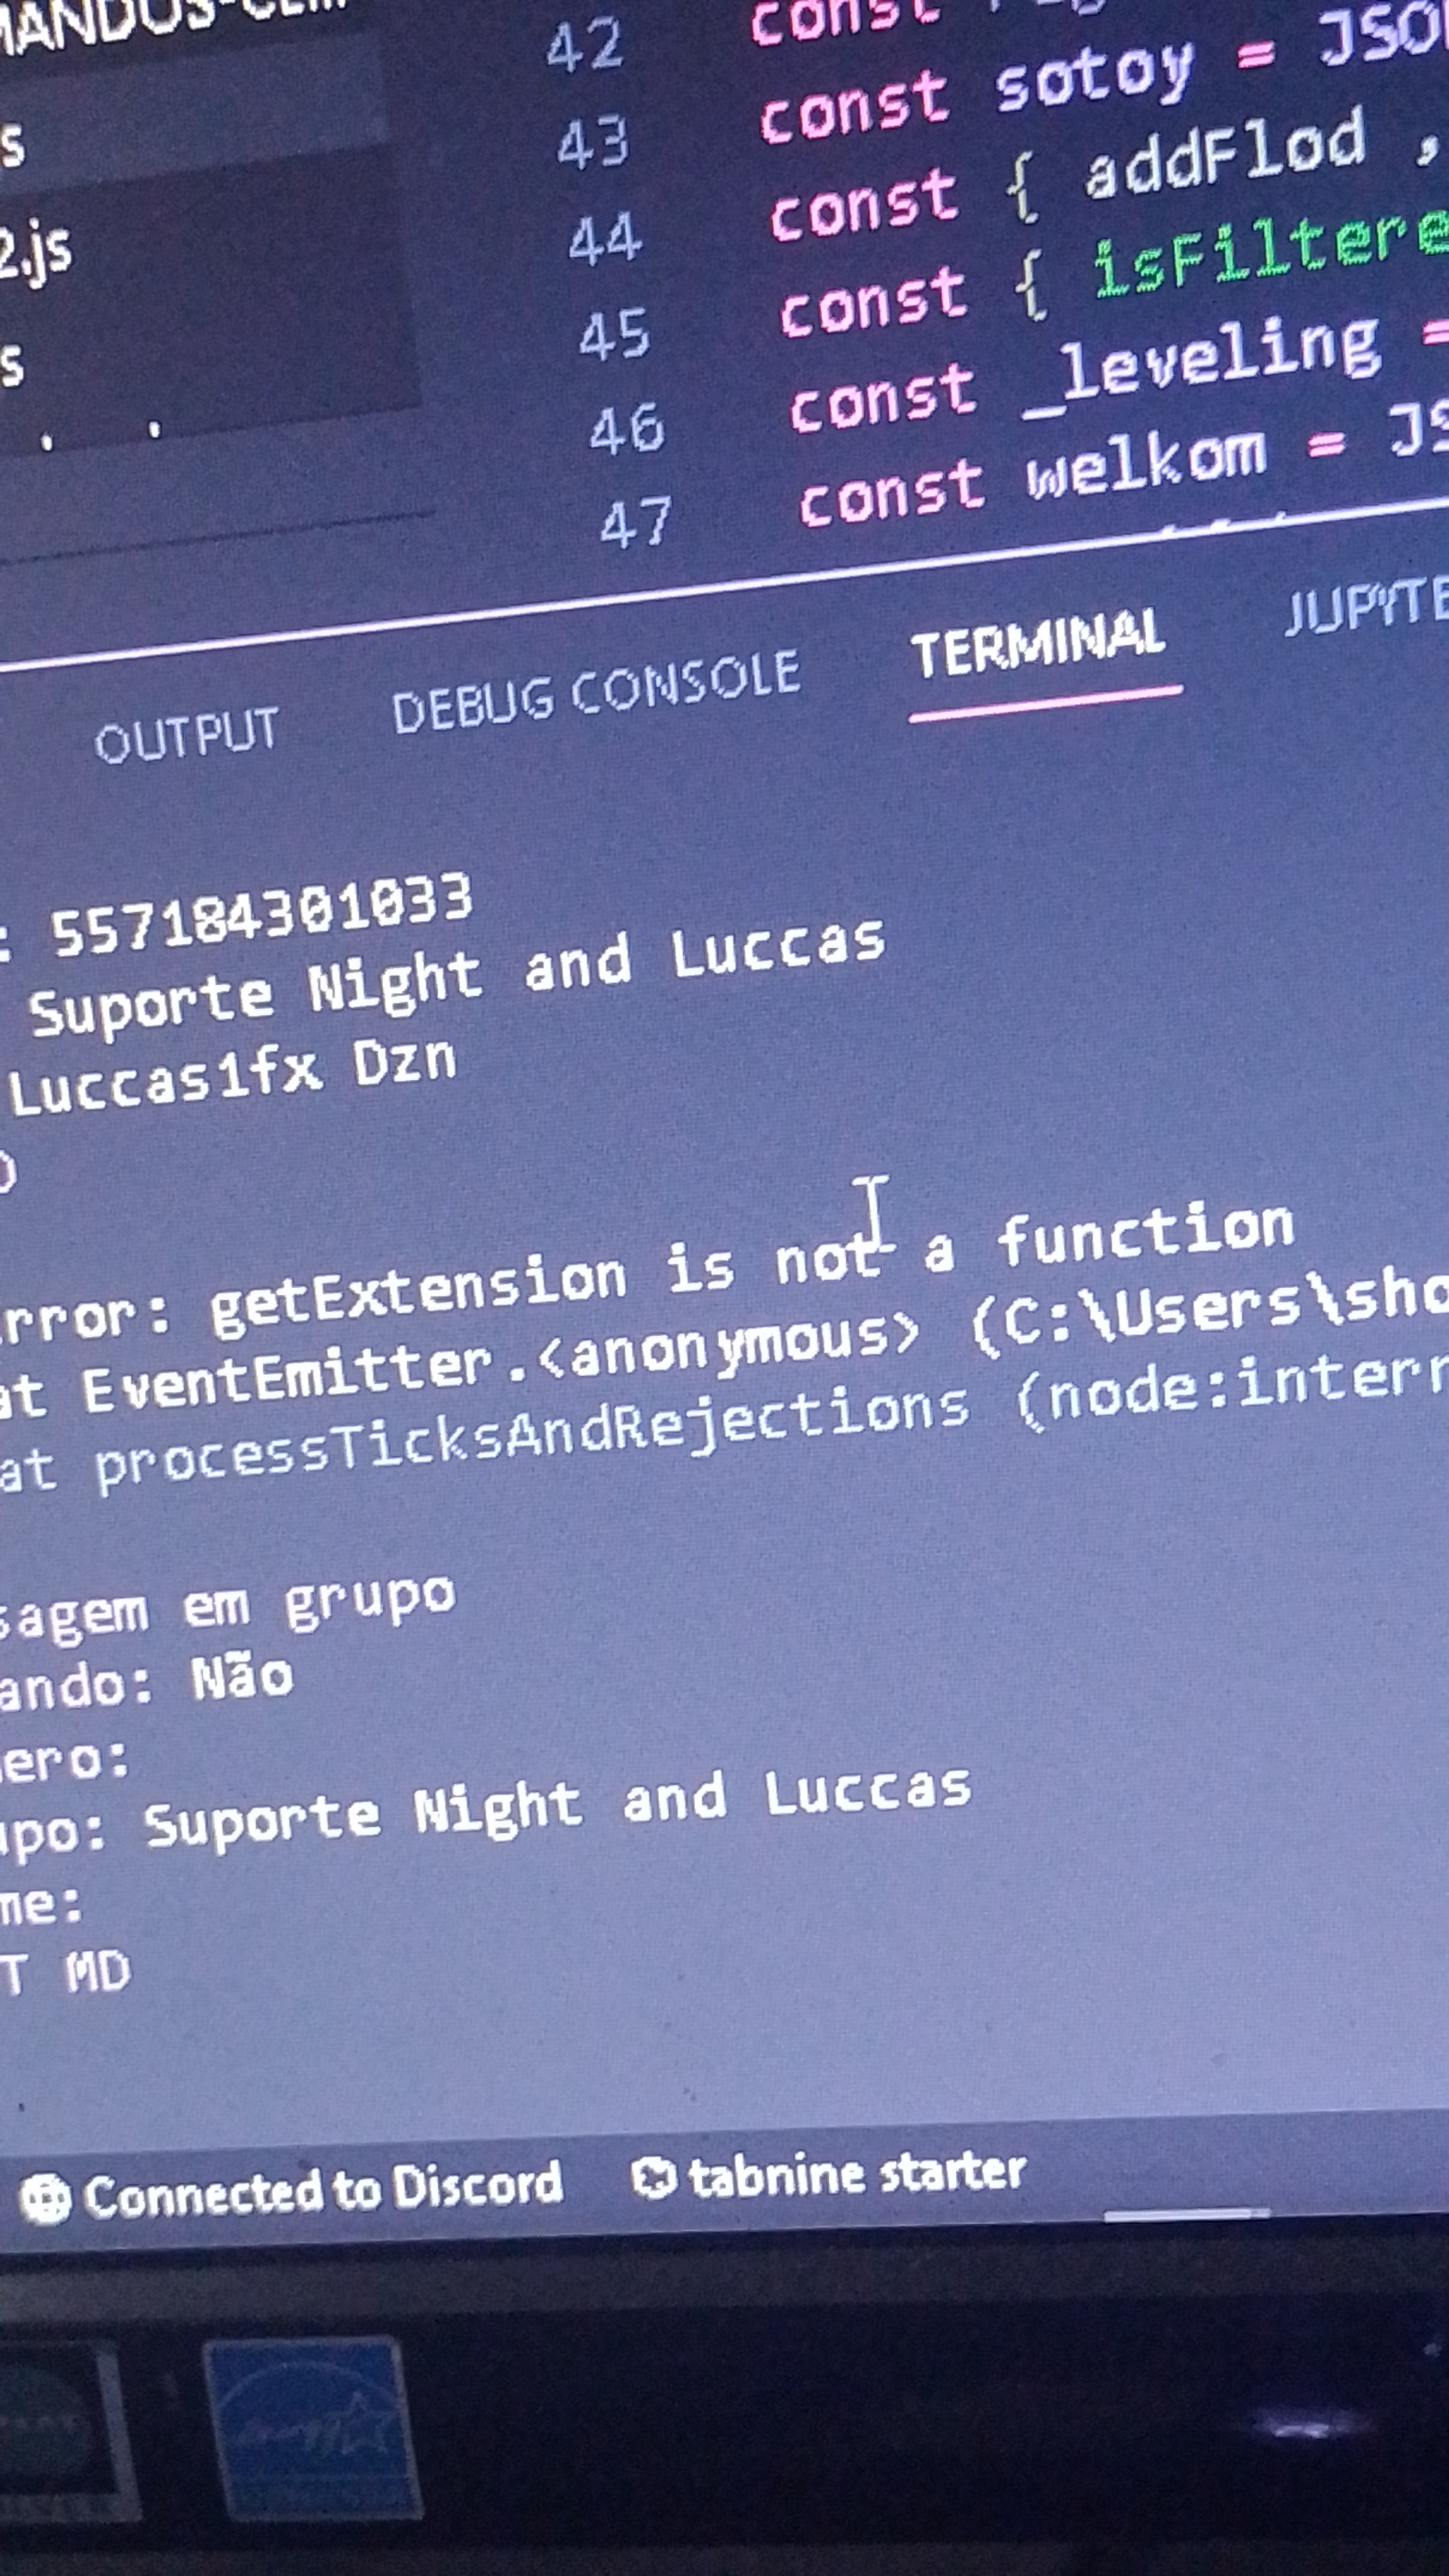 42 const
43 const sotoy = JSO
44 const { addFlod ,
45 const { isFiltere
46 const _leveling =
47 const welkom = JS
s
2.js
s
OUTPUT DEBUG CONSOLE TERMINAL JUPYTE
: 557184301033
Suporte Night and Luccas
Luccas1fx Dzn
rror: getExtension is not a function
at EventEmitter.<anonymous> (C:\Users\sho
at processTicksAndRejections (node:intern
sagem em grupo
ando: Não
ero:
upo: Suporte Night and Luccas
me:
T MD
Connected to Discord tabnine starter